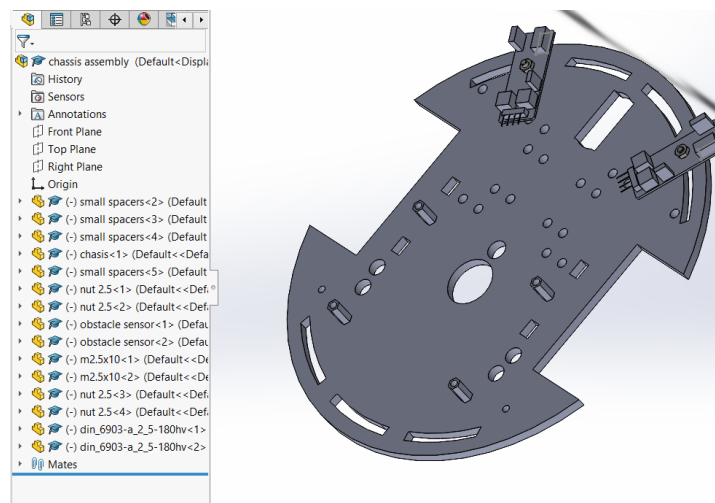 chassis assembly (Default<Displa
History
Sensors
Annotations
Front Plane
Top Plane
Right Plane
Origin
(-) small spacers<2> (Default
(-) small spacers<3> (Default
(-) small spacers<4> (Default
(-) chasis<1> (Default<<Defa
(-) small spacers<5> (Default
(-) nut 2.5<1> (Default<<Defa
(-) nut 2.5<2> (Default<<Defa
(-) obstacle sensor<1> (Defau
(-) obstacle sensor<2> (Defau
(-) m2.5x10<1> (Default<<De
(-) m2.5x10<2> (Default<<De
(-) nut 2.5<3> (Default<<Defa
(-) nut 2.5<4> (Default<<Defa
(-) din_6903-a_2_5-180hv<1>
(-) din_6903-a_2_5-180hv<2>
Mates